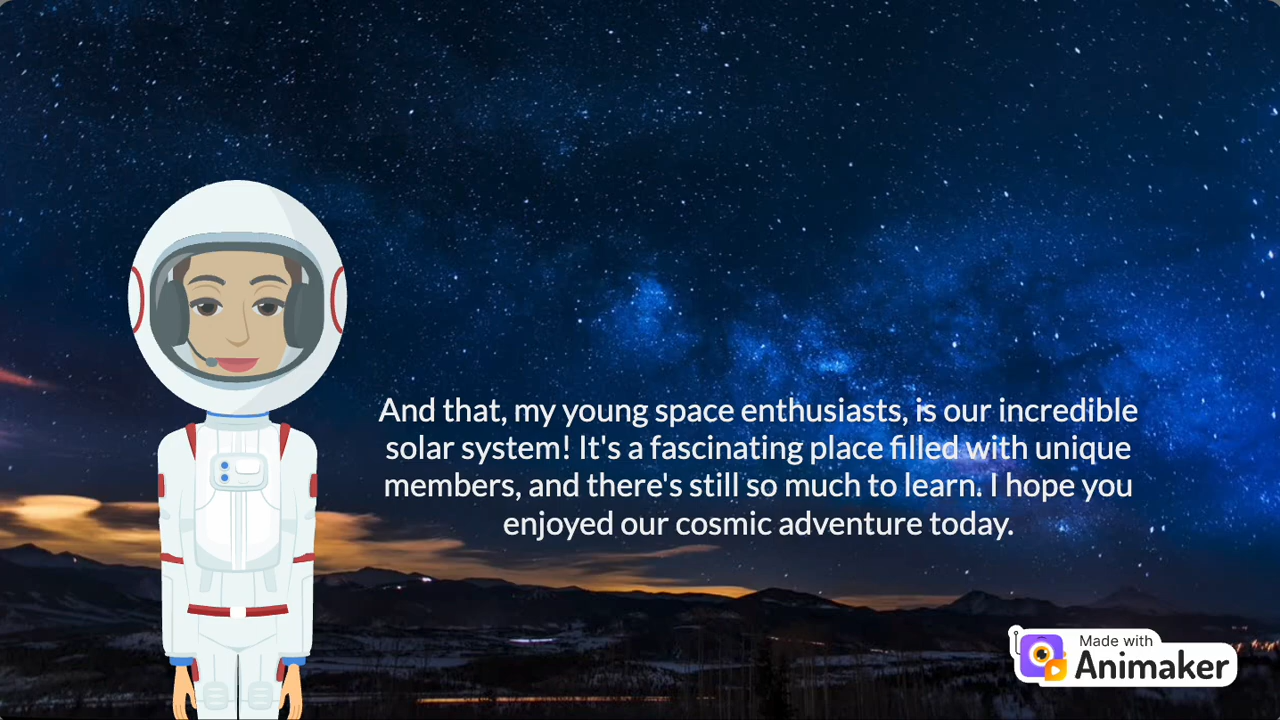 And that, my young space enthusiasts, is our incredible
solar system! It's a fascinating place filled with unique
members, and there's still so much to learn. I hope you
enjoyed our cosmic adventure today.
Made with
Animaker